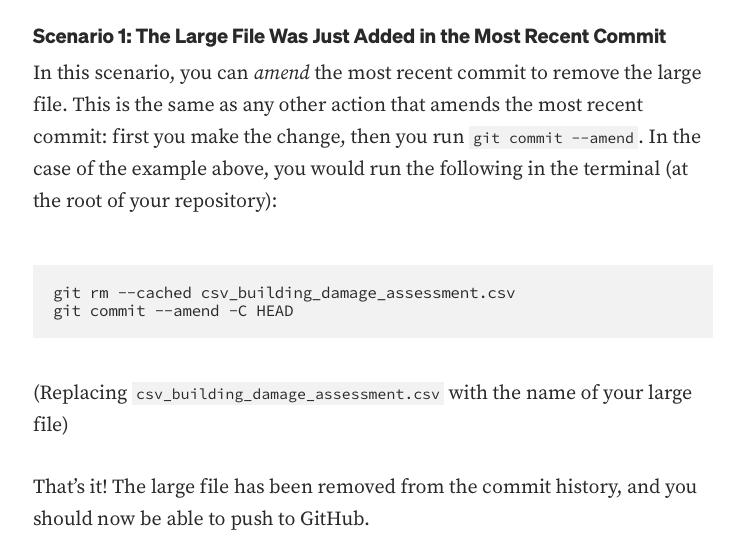 Scenario 1: The Large File Was Just Added in the Most Recent Commit
In this scenario, you can amend the most recent commit to remove the large
file. This is the same as any other action that amends the most recent
commit: first you make the change, then you run git commit --amend. In the
case of the example above, you would run the following in the terminal (at
the root of your repository):
git rm --cached csv_building_damage_assessment.csv
git commit --amend -C HEAD
(Replacing csv_building_damage_assessment.csv with the name of your large
file)
That’s it! The large file has been removed from the commit history, and you
should now be able to push to GitHub.